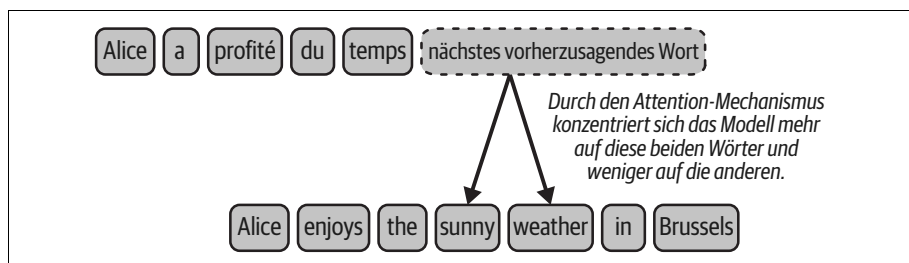 Alice a profité du temps nächstes vorherzusagendes Wort
Durch den Attention-Mechanismus
konzentriert sich das Modell mehr
auf diese beiden Wörter und
weniger auf die anderen.
Alice enjoys the sunny weather in Brussels